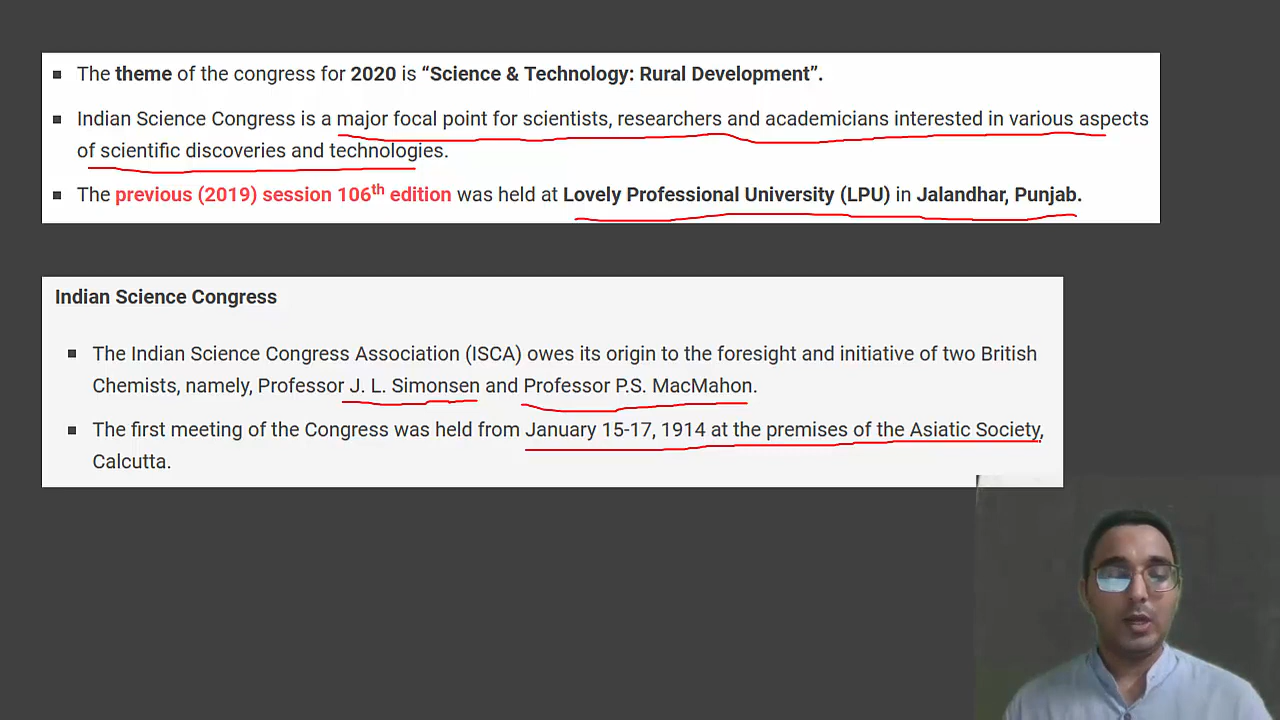 ▪ The theme of the congress for 2020 is “Science & Technology: Rural Development”.
▪ Indian Science Congress is a major focal point for scientists, researchers and academicians interested in various aspects
of scientific discoveries and technologies.
▪ The previous (2019) session 106th edition was held at Lovely Professional University (LPU) in Jalandhar, Punjab.
Indian Science Congress
▪ The Indian Science Congress Association (ISCA) owes its origin to the foresight and initiative of two British
Chemists, namely, Professor J. L. Simonsen and Professor P.S. MacMahon.
▪ The first meeting of the Congress was held from January 15-17, 1914 at the premises of the Asiatic Society,
Calcutta.